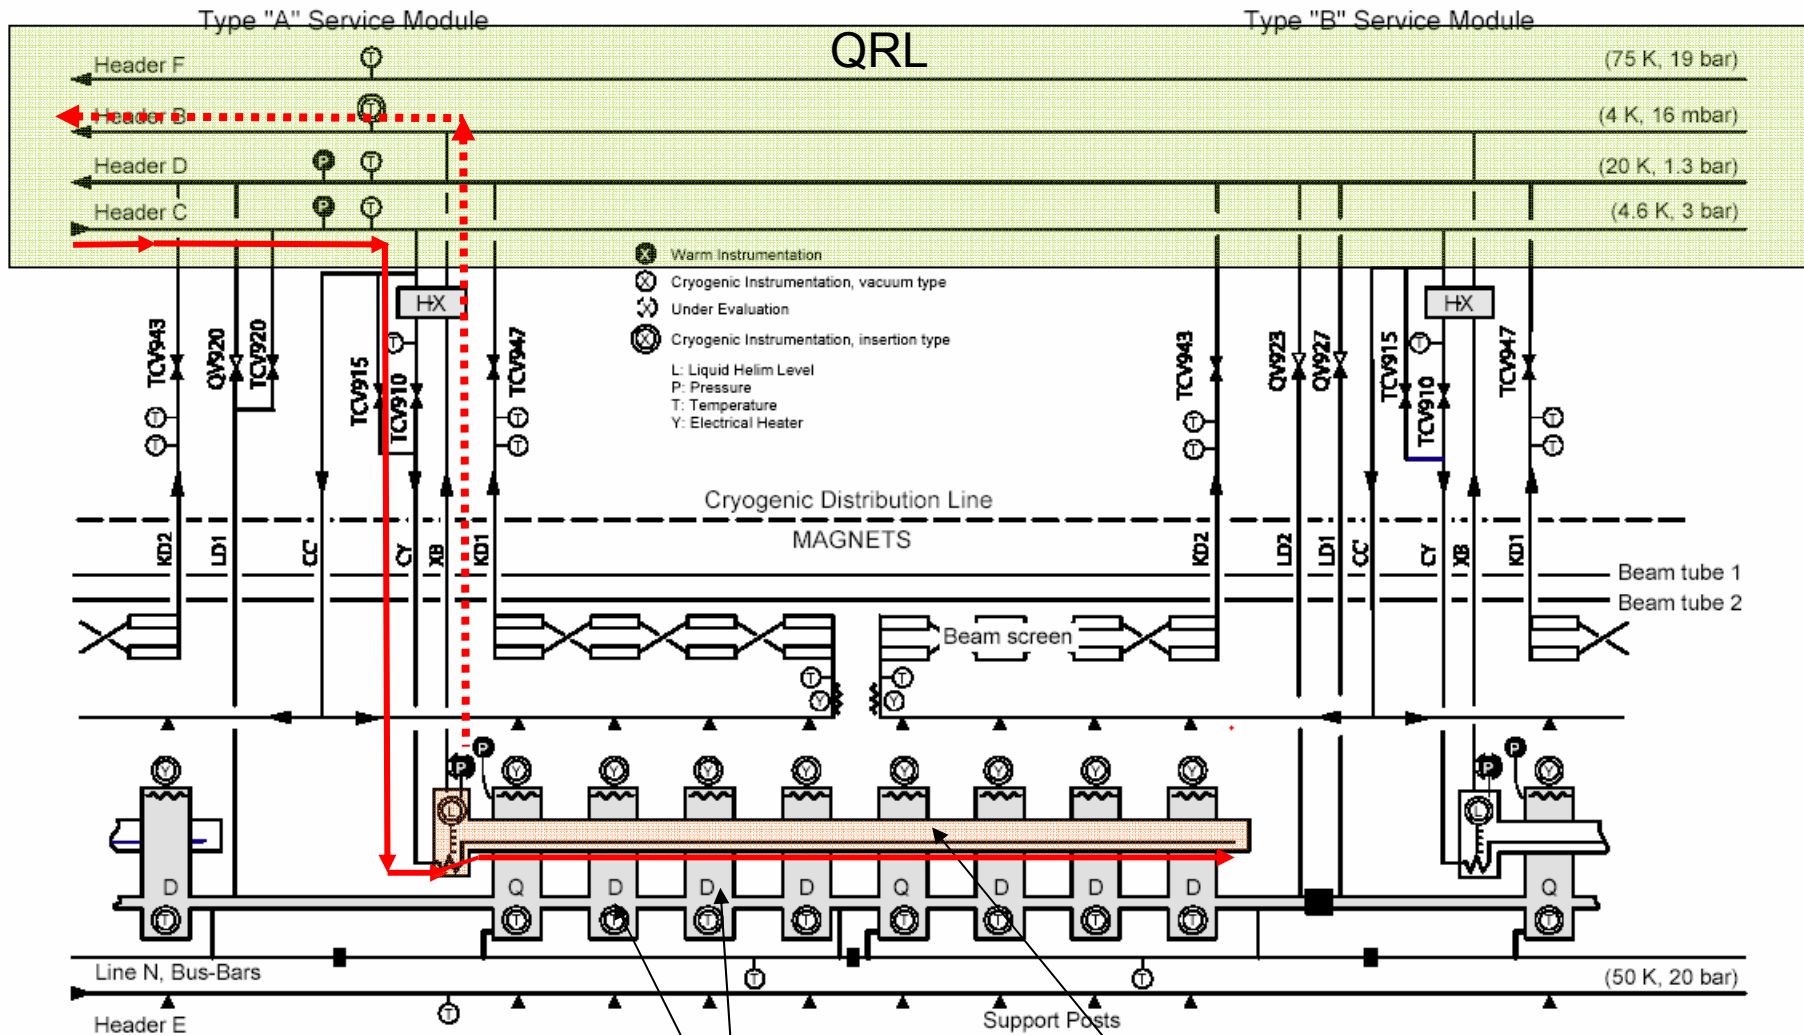 Type "A" Service Module
Type "B" Service Module
QRL
Header F
T
(75 K, 19 bar)
Header B
T
(4 K, 16 mbar)
Header D
P
T
(20 K, 1.3 bar)
Header C
P
T
(4.6 K, 3 bar)
X Warm Instrumentation
X Cryogenic Instrumentation, vacuum type
X Under Evaluation
X Cryogenic Instrumentation, insertion type
L: Liquid Helim Level
P: Pressure
T: Temperature
Y: Electrical Heater
HX
HX
TCV943
QV920
TCV920
TCV915
TCV910
TCV947
TCV943
QV923
QV927
TCV915
TCV910
TCV947
T
T
T
T
T
T
T
T
T
T
Cryogenic Distribution Line
MAGNETS
KD2
LD1
CC'
CY
XB
KD1
KD2
LD2
LD1
CC'
CY
XB
KD1
Beam tube 1
Beam tube 2
Beam screen
T
T
Y
Y
P
P
P
P
Y
Y
Y
Y
Y
Y
Y
Y
Y
Y
L
L
D
Q
D
D
D
Q
D
D
D
Q
T
T
T
T
T
T
T
T
T
T
Line N, Bus-Bars
T
T
(50 K, 20 bar)
Header E
T
Support Posts